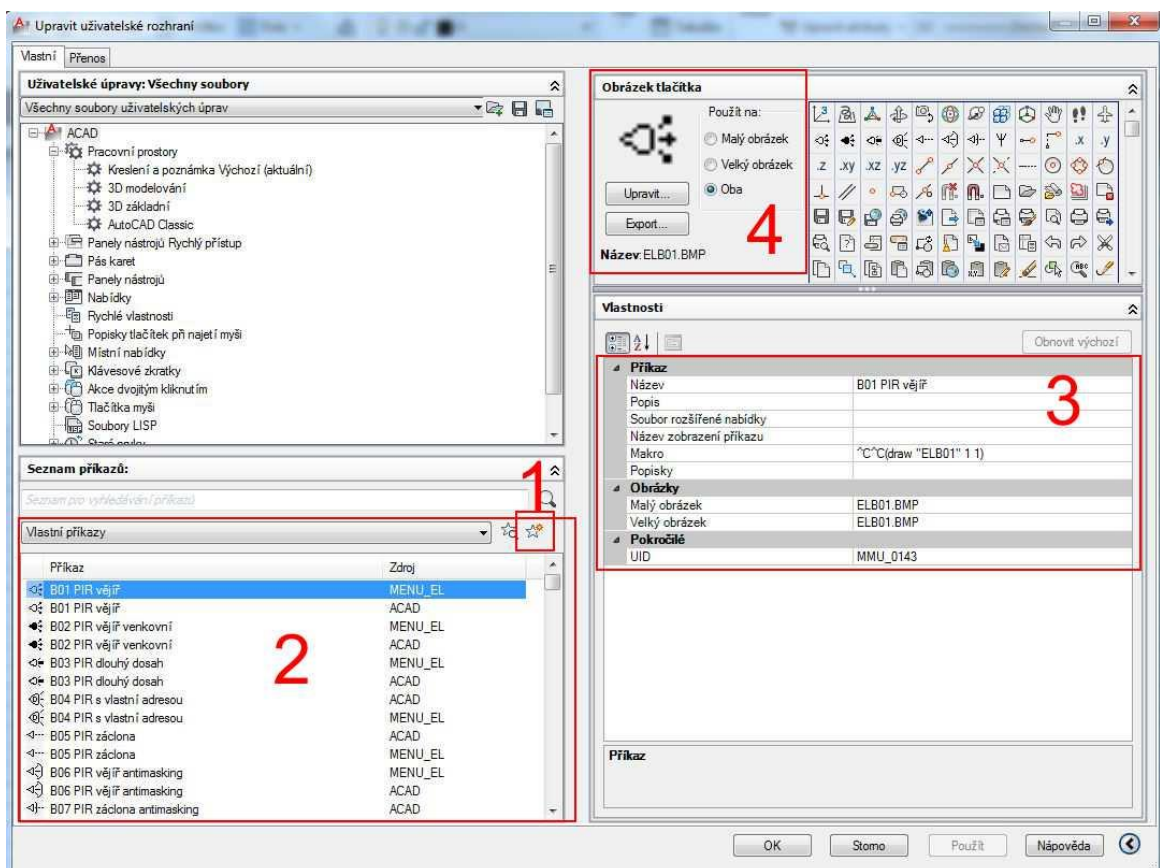 Upravit uživatelské rozhraní
Vlastní Přenos
Uživatelské úpravy: Všechny soubory
Všechny soubory uživatelských úprav
ACAD
Pracovní prostory
Kreslení a poznámka Výchozí (aktuální)
3D modelování
3D základní
AutoCAD Classic
Panely nástrojů Rychlý přístup
Pás karet
Panely nástrojů
Nabídky
Rychlé vlastnosti
Popisky tlačítek při najetí myši
Místní nabídky
Klávesové zkratky
Akce dvojitým kliknutím
Tlačítka myši
Soubory LISP
Seznam příkazů:
1
Seznam pro vyhledávání příkazů
Vlastní příkazy
Příkaz Zdroj
B01 PIR vějíř MENU_EL
B01 PIR vějíř ACAD
B02 PIR vějíř venkovní MENU_EL
B02 PIR vějíř venkovní ACAD
B03 PIR dlouhý dosah MENU_EL
B03 PIR dlouhý dosah ACAD
B04 PIR s vlastní adresou ACAD
B04 PIR s vlastní adresou MENU_EL
B05 PIR záclona ACAD
B05 PIR záclona MENU_EL
B06 PIR vějíř antimasking MENU_EL
B06 PIR vějíř antimasking ACAD
B07 PIR záclona antimasking ACAD
2
Obrázek tlačítka
Použít na:
Malý obrázek
Velký obrázek
Oba
Upravit...
Export...
4
Název: ELB01.BMP
.x .y
.z .xy .xz .yz
Vlastnosti
Obnovit výchozí
Příkaz
Název B01 PIR vějíř
Popis
Soubor rozšířené nabídky
Název zobrazení příkazu
Makro ^C^C(draw "ELB01" 1 1)
Popisky
Obrázky
Malý obrázek ELB01.BMP
Velký obrázek ELB01.BMP
Pokročilé
UID MMU_0143
3
Příkaz
OK Storno Použít Nápověda